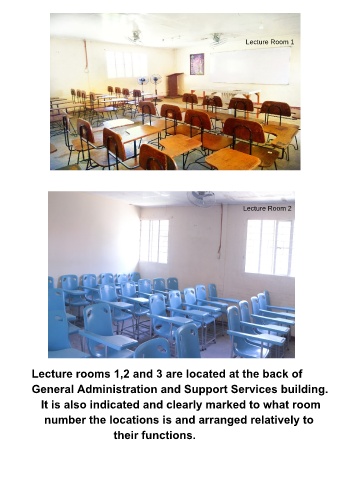 Lecture Room 1
Lecture Room 2
Lecture rooms 1,2 and 3 are located at the back of
General Administration and Support Services building.
It is also indicated and clearly marked to what room
number the locations is and arranged relatively to
their functions.